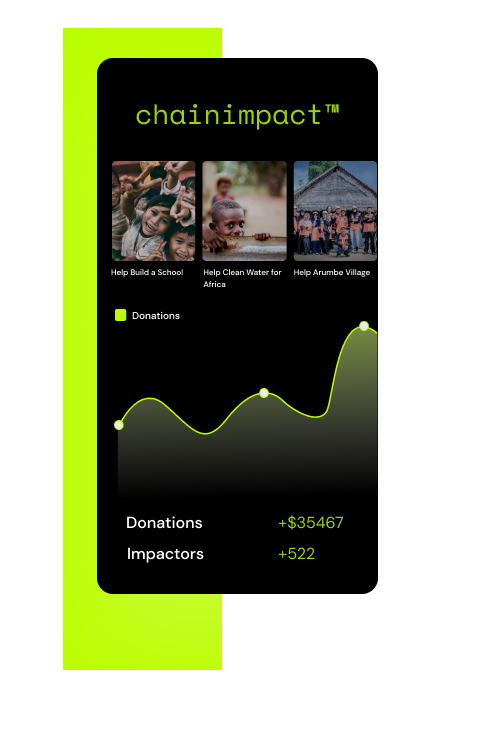 chainimpact™
Help Build a School
Help Clean Water for
Africa
Help Arumbe Village
Donations
Donations +$35467
Impactors +522